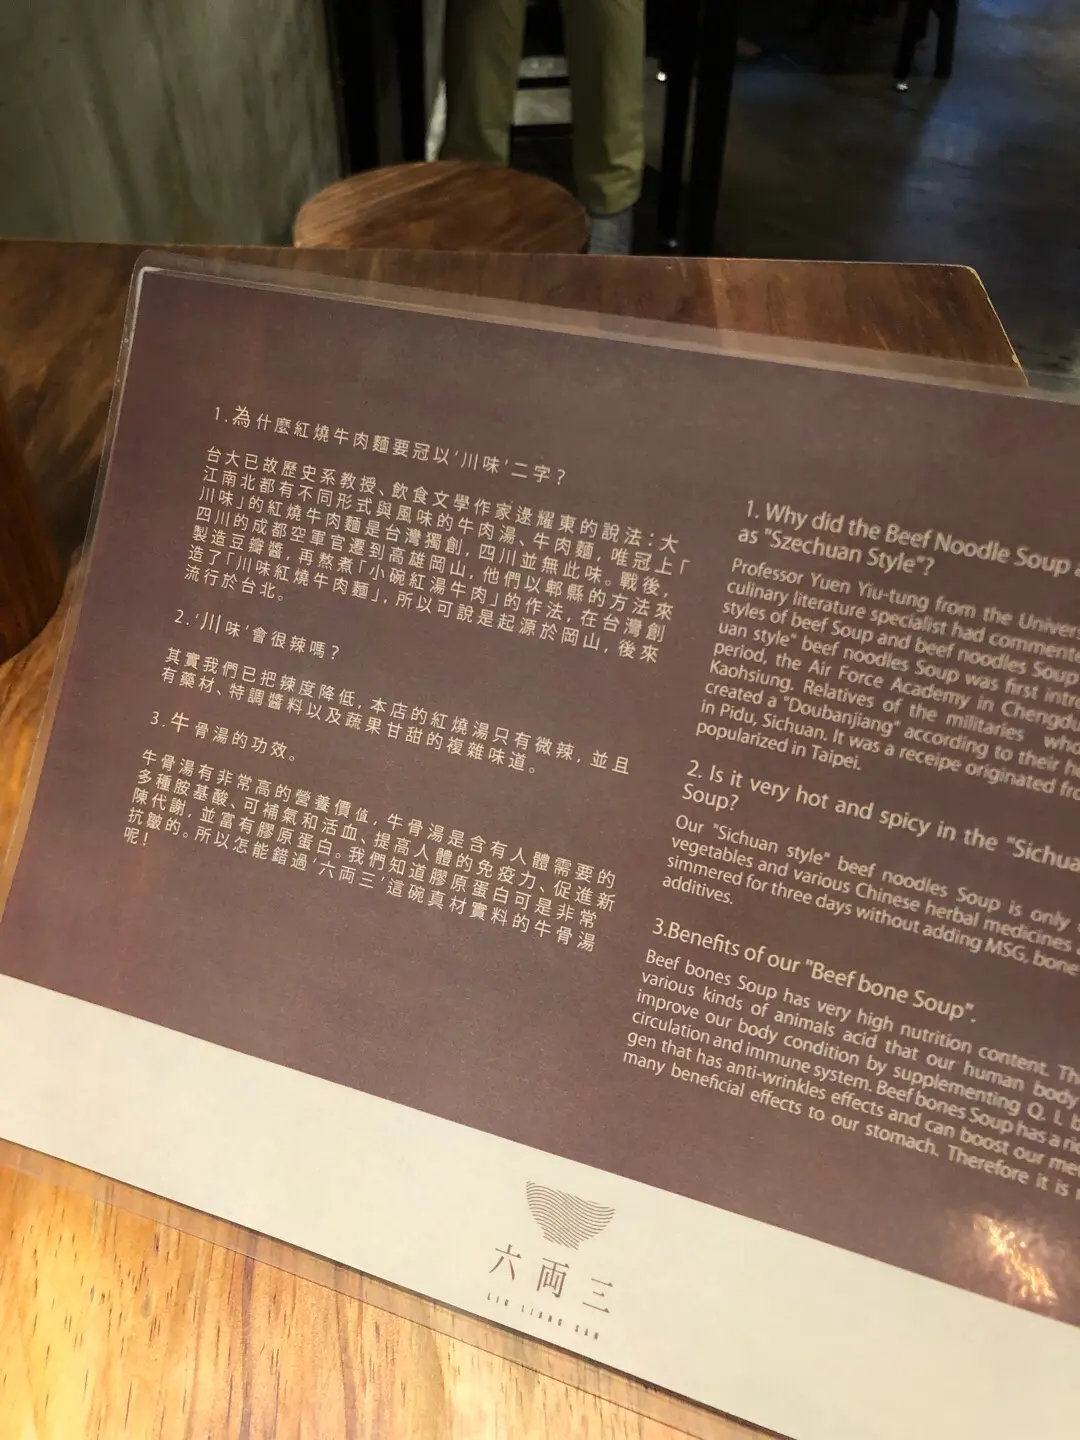 1.為什麼紅燒牛肉麵要冠以‘川味’二字？
台大已故歷史系教授、飲食文學作家逯耀東的說法：大
江南北都有不同形式與風味的牛肉湯、牛肉麵，唯冠上「
川味」的紅燒牛肉麵是台灣獨創，四川並無此味。戰後，
四川的成都空軍官遷到高雄岡山，他們以郫縣的方法來
製造豆瓣醬，再熬煮「小碗紅湯牛肉」的作法，在台灣創
造了「川味紅燒牛肉麵」，所以可說是起源於岡山，後來
流行於台北。
2.‘川味’會很辣嗎？
其實我們已把辣度降低，本店的紅燒湯只有微辣，並且
有藥材、特調醬料以及蔬果甘甜的複雜味道。
3.牛骨湯的功效。
牛骨湯有非常高的營養價值，牛骨湯是含有人體需要的
多種胺基酸、可補氣和活血、提高人體的免疫力、促進新
陳代謝，並富有膠原蛋白。我們知道膠原蛋白可是非常
抗皺的。所以怎能錯過‘六両三’這碗真材實料的牛骨湯
呢！
1. Why did the Beef Noodle Soup
as "Szechuan Style"?
Professor Yuen Yiu-tung from the Univers
culinary literature specialist had commente
styles of beef Soup and beef noodles Soup
uan style" beef noodles Soup was first intro
period, the Air Force Academy in Chengdu
Kaohsiung. Relatives of the militaries who
created a "Doubanjiang" according to their h
in Pidu, Sichuan. It was a receipe originated fro
popularized in Taipei.
2. Is it very hot and spicy in the "Sichua
Soup?
Our "Sichuan style" beef noodles Soup is only
vegetables and various Chinese herbal medicines
simmered for three days without adding MSG, bone
additives.
3.Benefits of our "Beef bone Soup".
Beef bones Soup has very high nutrition content. Th
various kinds of animals acid that our human body
improve our body condition by supplementing Q. I, b
circulation and immune system. Beef bones Soup has a ri
gen that has anti-wrinkles effects and can boost our me
many beneficial effects to our stomach. Therefore it is
六両三
LIU LIANG SAN